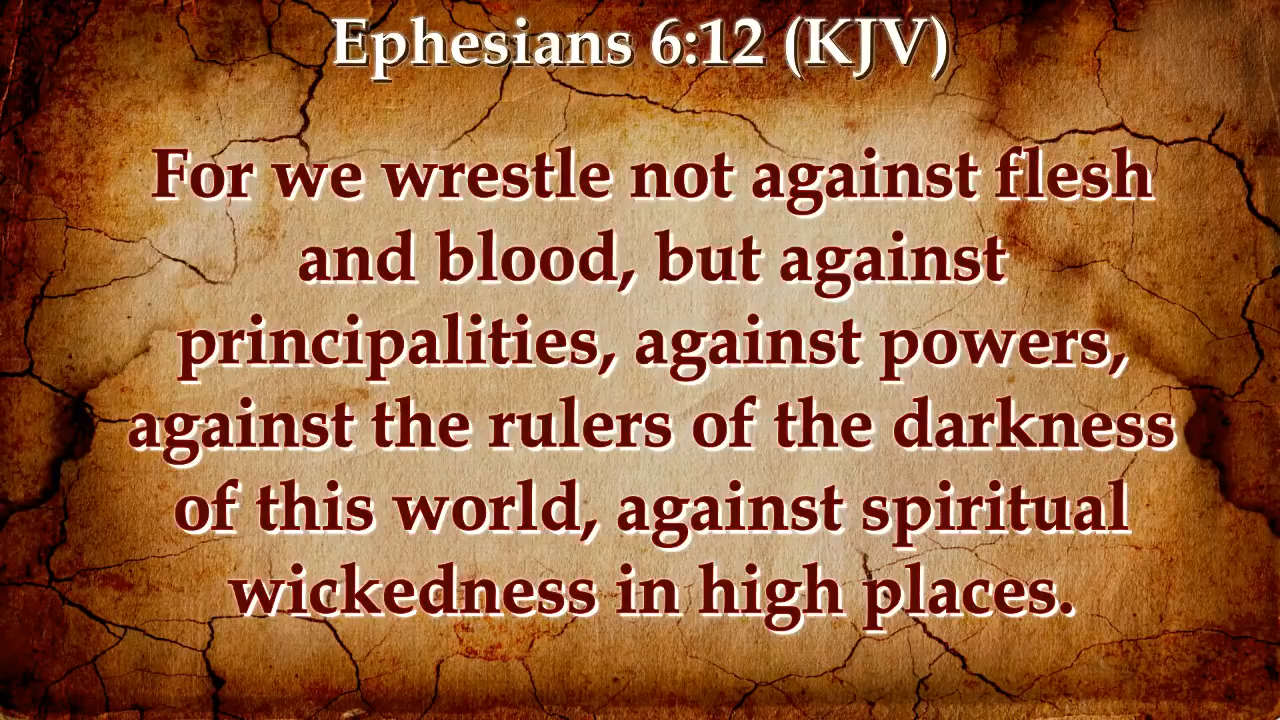 Ephesians 6:12 (KJV)
For we wrestle not against flesh
and blood, but against
principalities, against powers,
against the rulers of the darkness
of this world, against spiritual
wickedness in high places.